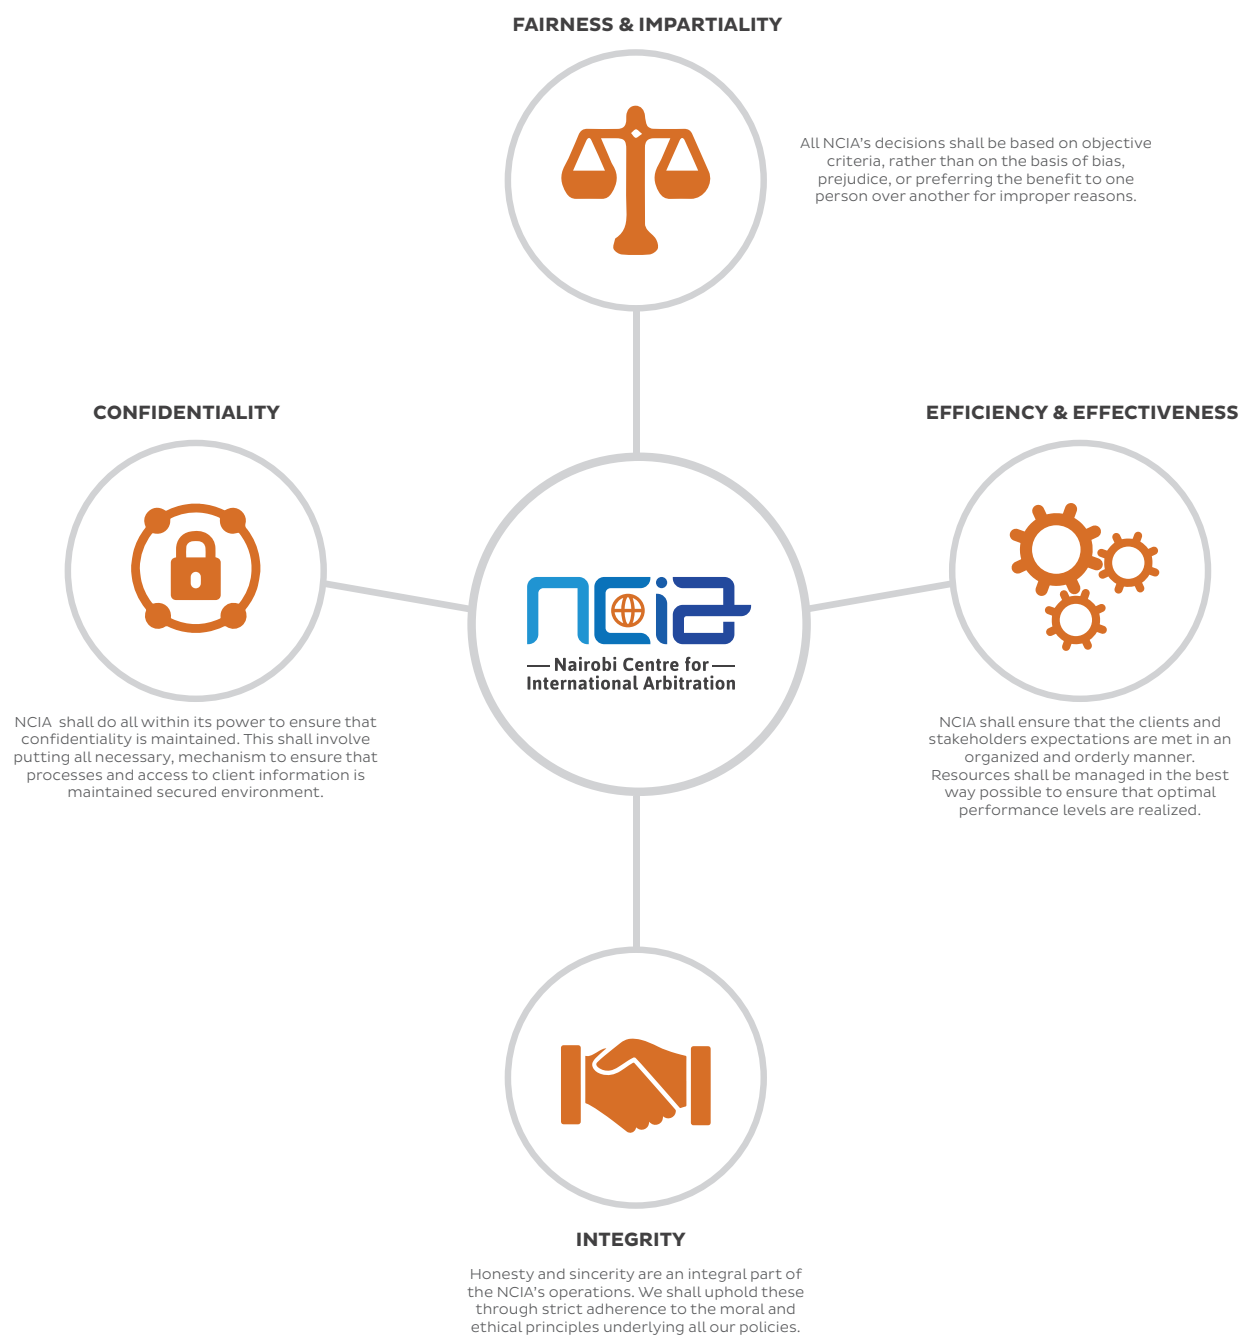 FAIRNESS & IMPARTIALITY
All NCIA's decisions shall be based on objective
criteria, rather than on the basis of bias,
prejudice, or preferring the benefit to one
person over another for improper reasons.
CONFIDENTIALITY
NCIA shall do all within its power to ensure that
confidentiality is maintained. This shall involve
putting all necessary, mechanism to ensure that
processes and access to client information is
maintained secured environment.
ncia
Nairobi Centre for
International Arbitration
EFFICIENCY & EFFECTIVENESS
NCIA shall ensure that the clients and
stakeholders expectations are met in an
organized and orderly manner.
Resources shall be managed in the best
way possible to ensure that optimal
performance levels are realized.
INTEGRITY
Honesty and sincerity are an integral part of
the NCIA's operations. We shall uphold these
through strict adherence to the moral and
ethical principles underlying all our policies.